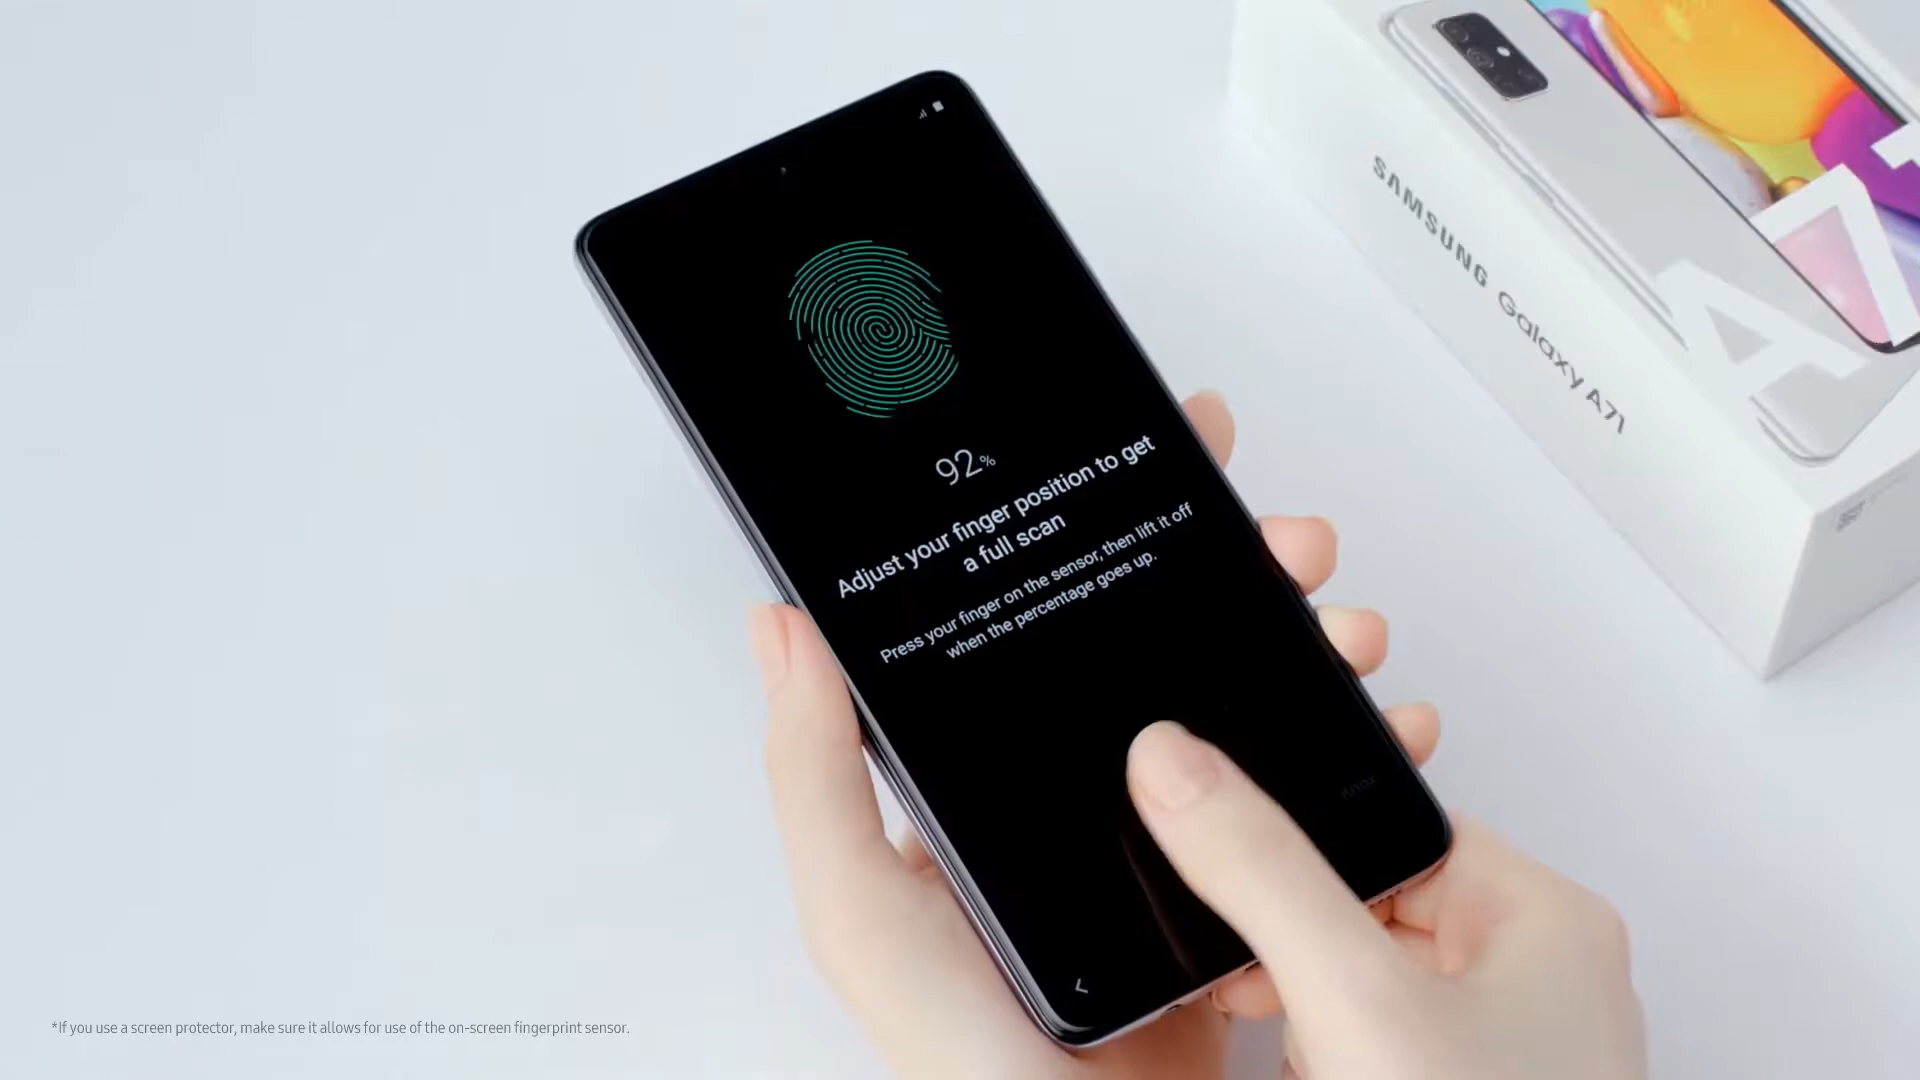 92%
Adjust your finger position to get
a full scan
Press your finger on the sensor, then lift it off
when the percentage goes up.
knox
SAMSUNG Galaxy A71
A
*If you use a screen protector, make sure it allows for use of the on-screen fingerprint sensor.